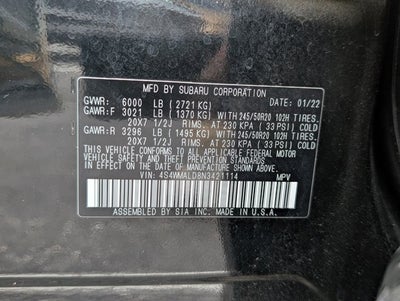 MFD BY SUBARU CORPORATION
GVWR: 6000 LB (2721 KG) DATE: 01/22
GAWR:F 3021 LB (1370 KG) WITH 245/50R20 102H TIRES,
20X7 1/2J RIMS, AT 230 KPA (33 PSI) COLD
GAWR:R 3296 LB (1495 KG) WITH 245/50R20 102H TIRES,
20X7 1/2J RIMS, AT 230 KPA (33 PSI) COLD
THIS VEHICLE CONFORMS TO ALL APPLICABLE FEDERAL MOTOR
VEHICLE SAFETY STANDARDS IN EFFECT ON THE DATE OF
MANUFACTURE SHOWN ABOVE.
VIN: 4S4WMALD8N3421114 MPV
ASSEMBLED BY SIA INC. MADE IN U.S.A.